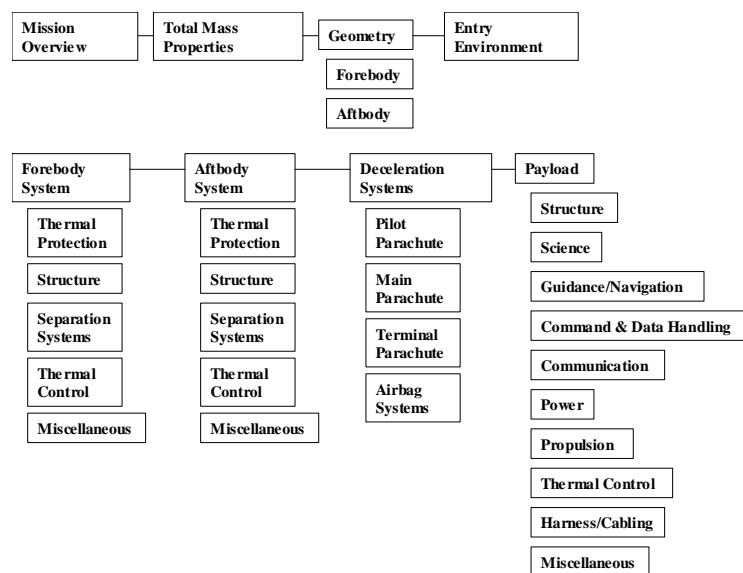 Mission
Overview
Total Mass
Properties
Geometry
Entry
Environment
Forebody
Aftbody
Forebody
System
Thermal
Protection
Structure
Separation
Systems
Thermal
Control
Miscellaneous
Aftbody
System
Thermal
Protection
Structure
Separation
Systems
Thermal
Control
Miscellaneous
Deceleration
Systems
Pilot
Parachute
Main
Parachute
Terminal
Parachute
Airbag
Systems
Payload
Structure
Science
Guidance/Navigation
Command & Data Handling
Communication
Power
Propulsion
Thermal Control
Harness/Cabling
Miscellaneous